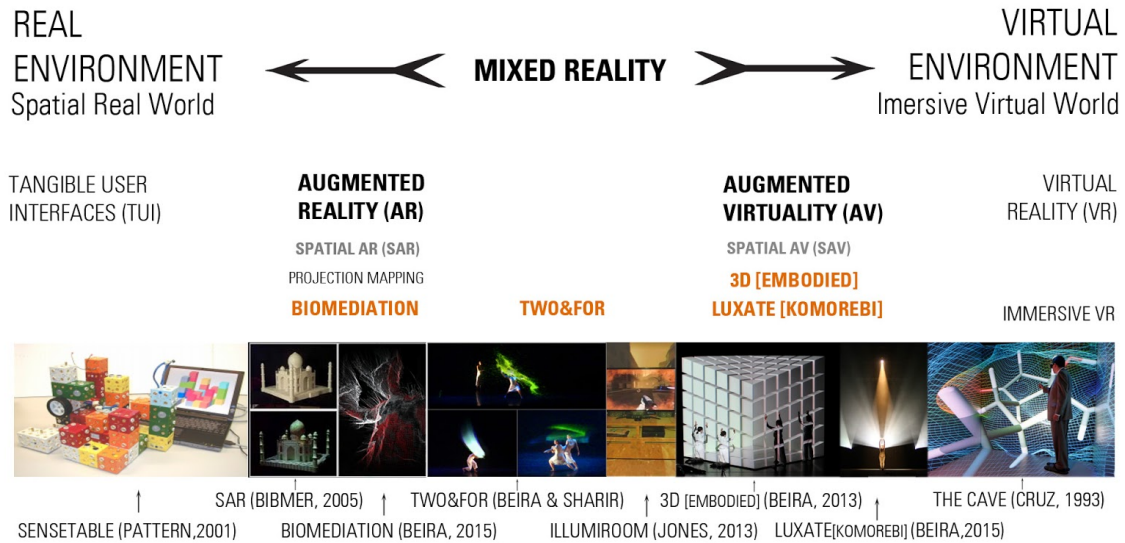 REAL
ENVIRONMENT
Spatial Real World
MIXED REALITY
VIRTUAL
ENVIRONMENT
Imersive Virtual World
TANGIBLE USER
INTERFACES (TUI)
AUGMENTED
REALITY (AR)
SPATIAL AR (SAR)
PROJECTION MAPPING
BIOMEDIATION
TWO&FOR
AUGMENTED
VIRTUALITY (AV)
SPATIAL AV (SAV)
3D [EMBODIED]
LUXATE [KOMOREBI]
VIRTUAL
REALITY (VR)
IMMERSIVE VR
SAR (BIBMER, 2005)
TWO&FOR (BEIRA & SHARIR)
3D [EMBODIED] (BEIRA, 2013)
THE CAVE (CRUZ, 1993)
SENSETABLE (PATTERN,2001)
BIOMEDIATION (BEIRA, 2015)
ILLUMIROOM (JONES, 2013)
LUXATE[KOMOREBI] (BEIRA,2015)